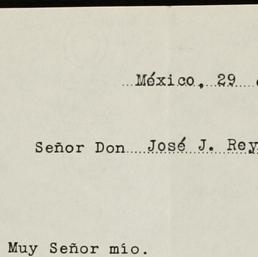 México, 29
Señor Don José J. Rey
Muy Señor mío.